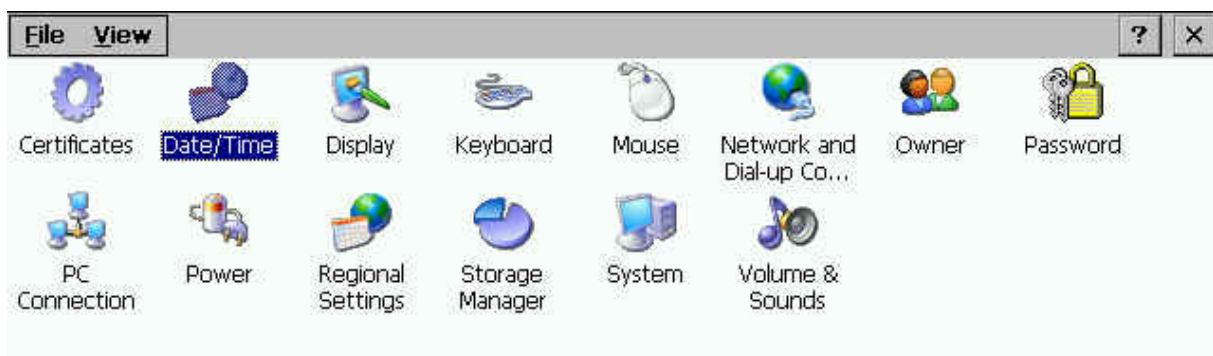 File View ? ×
Certificates Date/Time Display Keyboard Mouse Network and Dial-up Co... Owner Password
PC Connection Power Regional Settings Storage Manager System Volume & Sounds